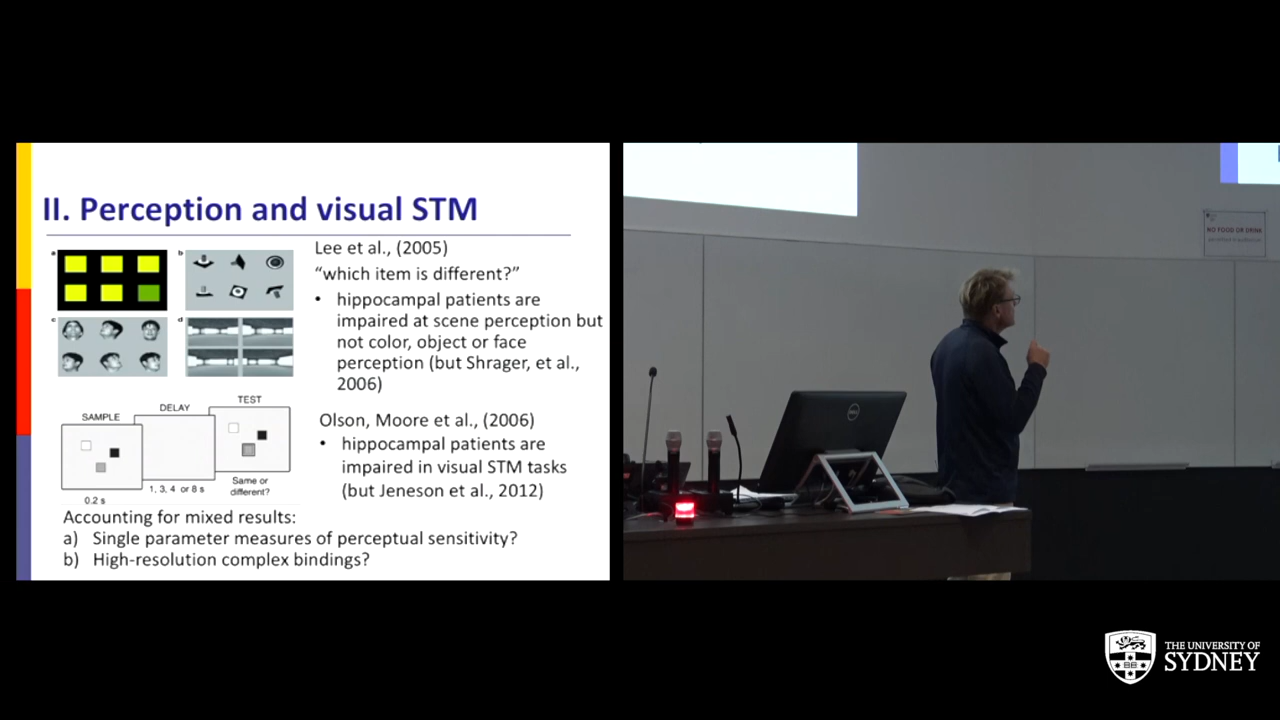 II. Perception and visual STM
a
b
c
d
Lee et al., (2005)
“which item is different?”
• hippocampal patients are
impaired at scene perception but
not color, object or face
perception (but Shrager, et al.,
2006)
SAMPLE
DELAY
TEST
0.2 s
1, 3, 4 or 8 s
Same or
different?
Olson, Moore et al., (2006)
• hippocampal patients are
impaired in visual STM tasks
(but Jeneson et al., 2012)
Accounting for mixed results:
a) Single parameter measures of perceptual sensitivity?
b) High-resolution complex bindings?
NO FOOD OR DRINK
DELL
THE UNIVERSITY OF
SYDNEY